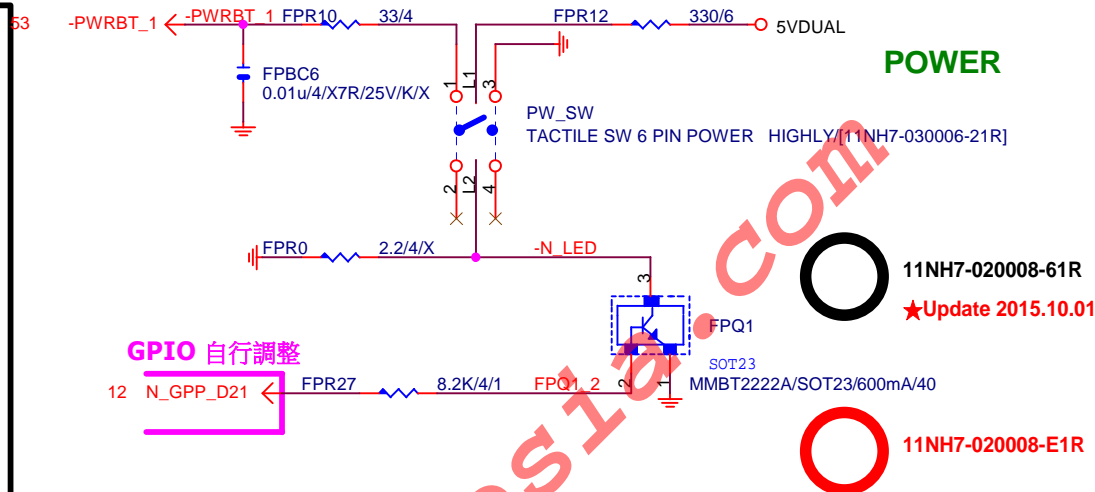 53 -PWRBT_1 -PWRBT_1 FPR10 33/4 FPR12 330/6 5VDUAL
POWER
FPBC6
0.01u/4/X7R/25V/K/X
1 L1 3
PW_SW
TACTILE SW 6 PIN POWER HIGHLY/[11NH7-030006-21R]
2 L2 4
FPR0 2.2/4/X -N_LED
3
11NH7-020008-61R
★Update 2015.10.01
FPQ1
SOT23
MMBT2222A/SOT23/600mA/40
GPIO 自行調整
12 N_GPP_D21 FPR27 8.2K/4/1 FPQ1_2 2 1
11NH7-020008-E1R
sia.com